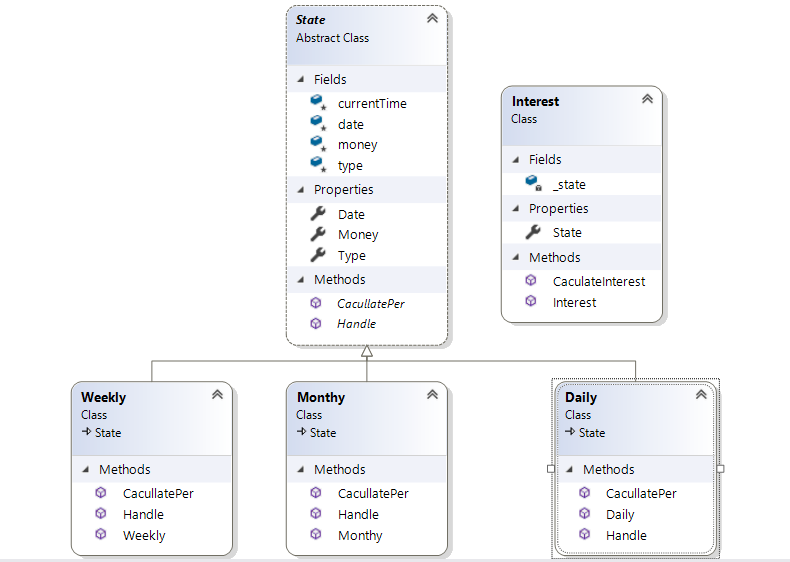 State
Abstract Class
Fields
currentTime
date
money
type
Properties
Date
Money
Type
Methods
CacullatePer
Handle
Interest
Class
Fields
_state
Properties
State
Methods
CaculateInterest
Interest
Weekly
Class
State
Methods
CacullatePer
Handle
Weekly
Monthy
Class
State
Methods
CacullatePer
Handle
Monthy
Daily
Class
State
Methods
CacullatePer
Daily
Handle